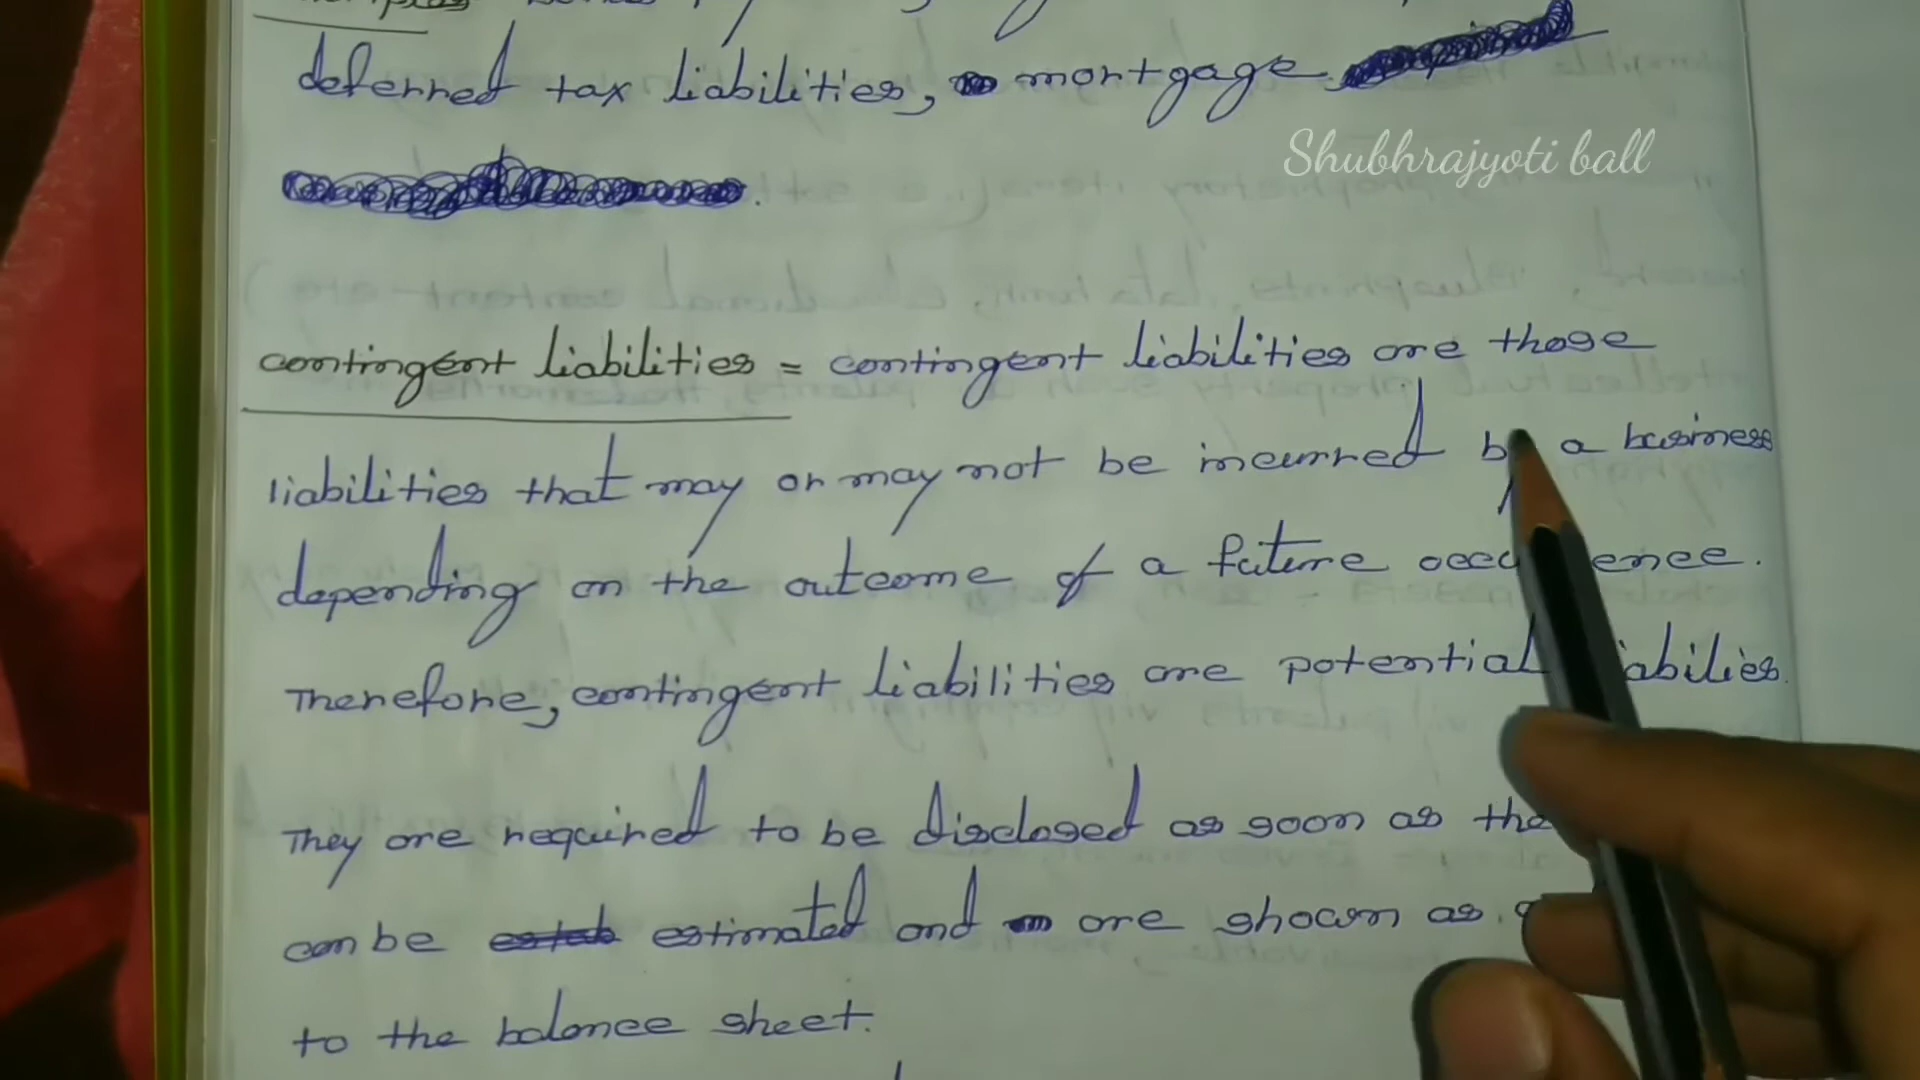 deferred tax liabilities, mortgage
Shubhrajyoti ball
contingent liabilities = contingent liabilities are those
liabilities that may or may not be incurred by a business
depending on the outcome of a future
Therefore, contingent liabilities are potential
They are required to be disclosed as soon as
can be estimated and are shown as
to the balance sheet.